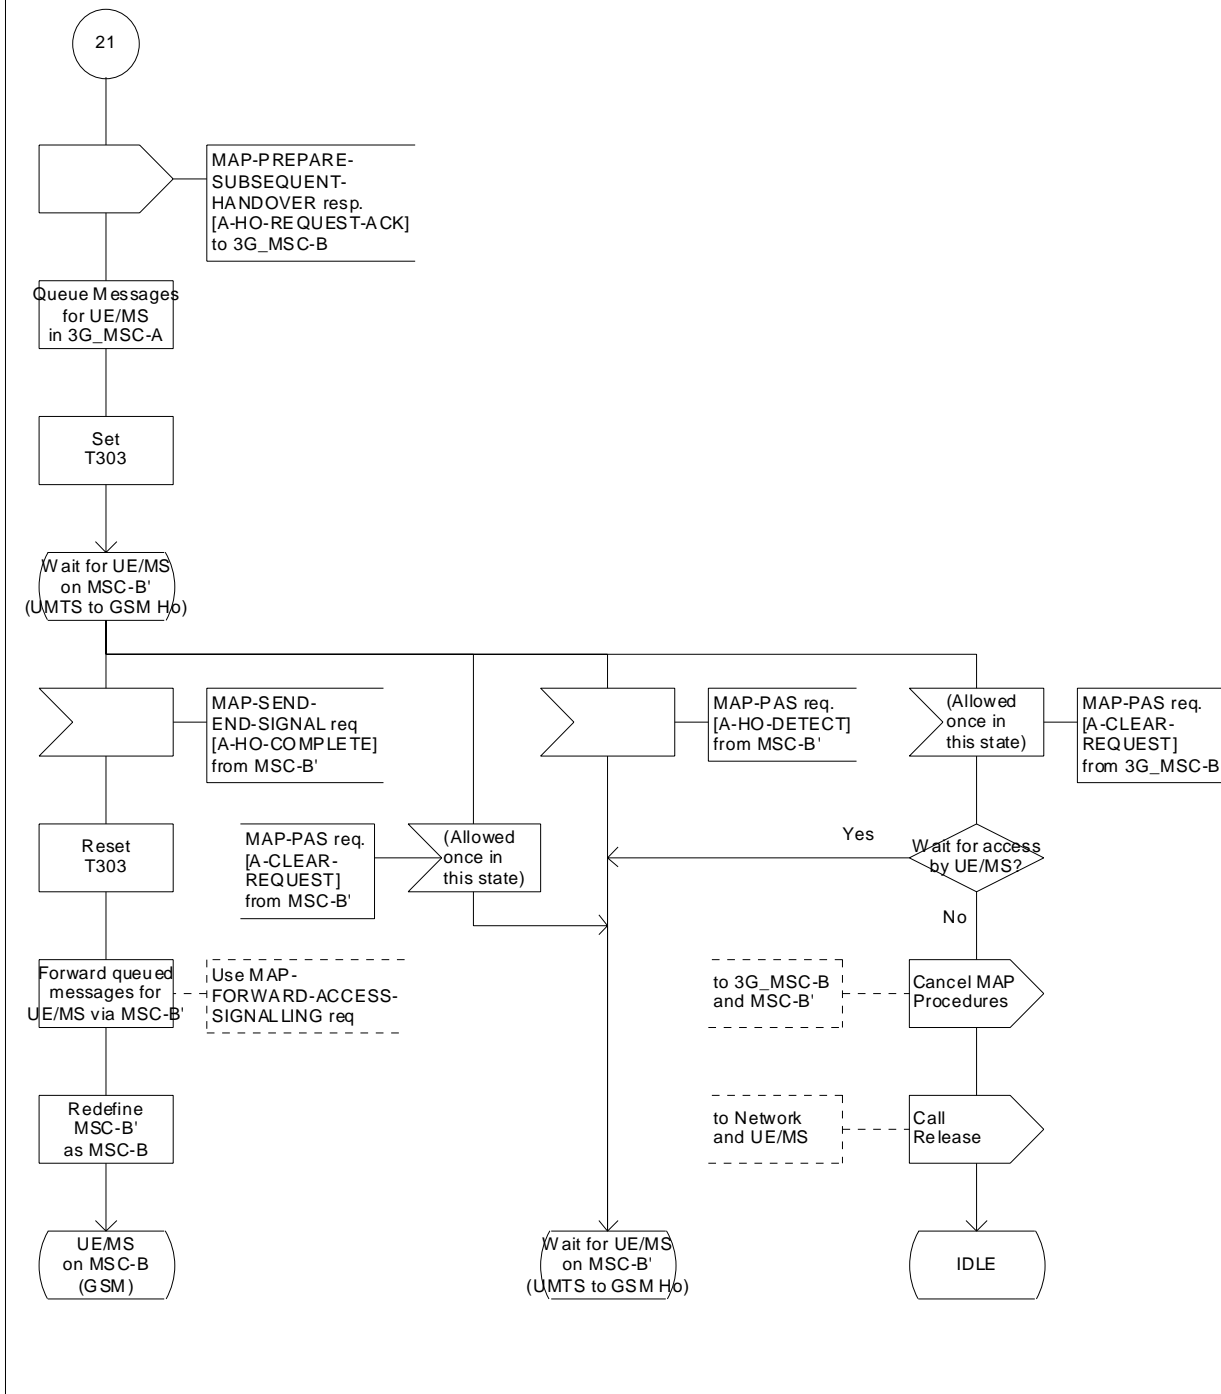 21
MAP-PREPARE-
SUBSEQUENT-
HANDOVER resp.
[A-HO-REQUEST-ACK]
to 3G_MSC-B
Queue Messages
for UE/MS
in 3G_MSC-A
Set
T303
Wait for UE/MS
on MSC-B'
(UMTS to GSM Ho)
MAP-SEND-
END-SIGNAL req
[A-HO-COMPLETE]
from MSC-B'
MAP-PAS req.
[A-HO-DETECT]
from MSC-B'
(Allowed
once in
this state)
MAP-PAS req.
[A-CLEAR-
REQUEST]
from 3G_MSC-B
Reset
T303
MAP-PAS req.
[A-CLEAR-
REQUEST]
from MSC-B'
(Allowed
once in
this state)
Yes
Wait for access
by UE/MS?
No
Forward queued
messages for
UE/MS via MSC-B'
Use MAP-
FORWARD-ACCESS-
SIGNALLING req
to 3G_MSC-B
and MSC-B'
Cancel MAP
Procedures
Redefine
MSC-B'
as MSC-B
to Network
and UE/MS
Call
Release
UE/MS
on MSC-B
(GSM)
Wait for UE/MS
on MSC-B'
(UMTS to GSM Ho)
IDLE